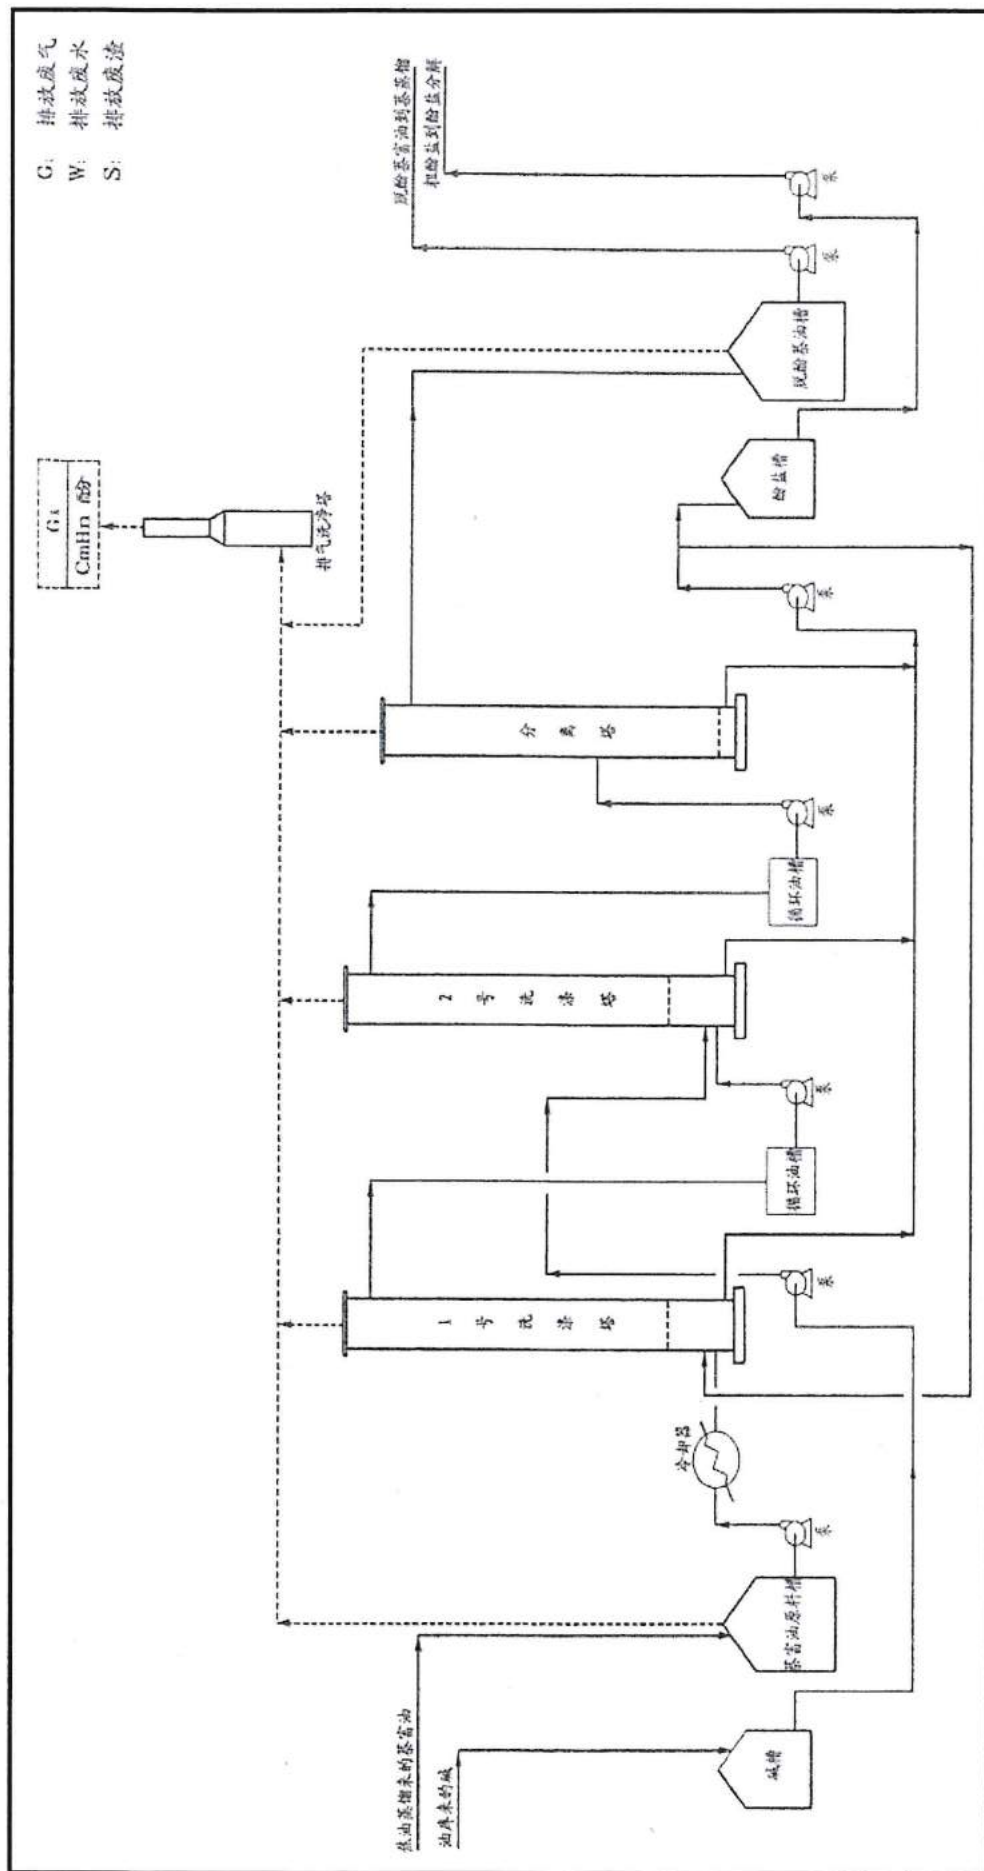 G: 排放废气
W: 排放废水
S: 排放废渣
G₁
CmHn 酚
排气洗净塔
脱酚萘富油到萘蒸馏
粗酚盐到酚盐分解
焦油蒸馏来的萘富油
油库来的碱
碱槽
萘富油原料槽
泵
冷却器
1号洗涤塔
泵
循环油槽
泵
2号洗涤塔
循环油槽
泵
分离塔
泵
酚盐槽
脱酚萘油槽
泵
泵